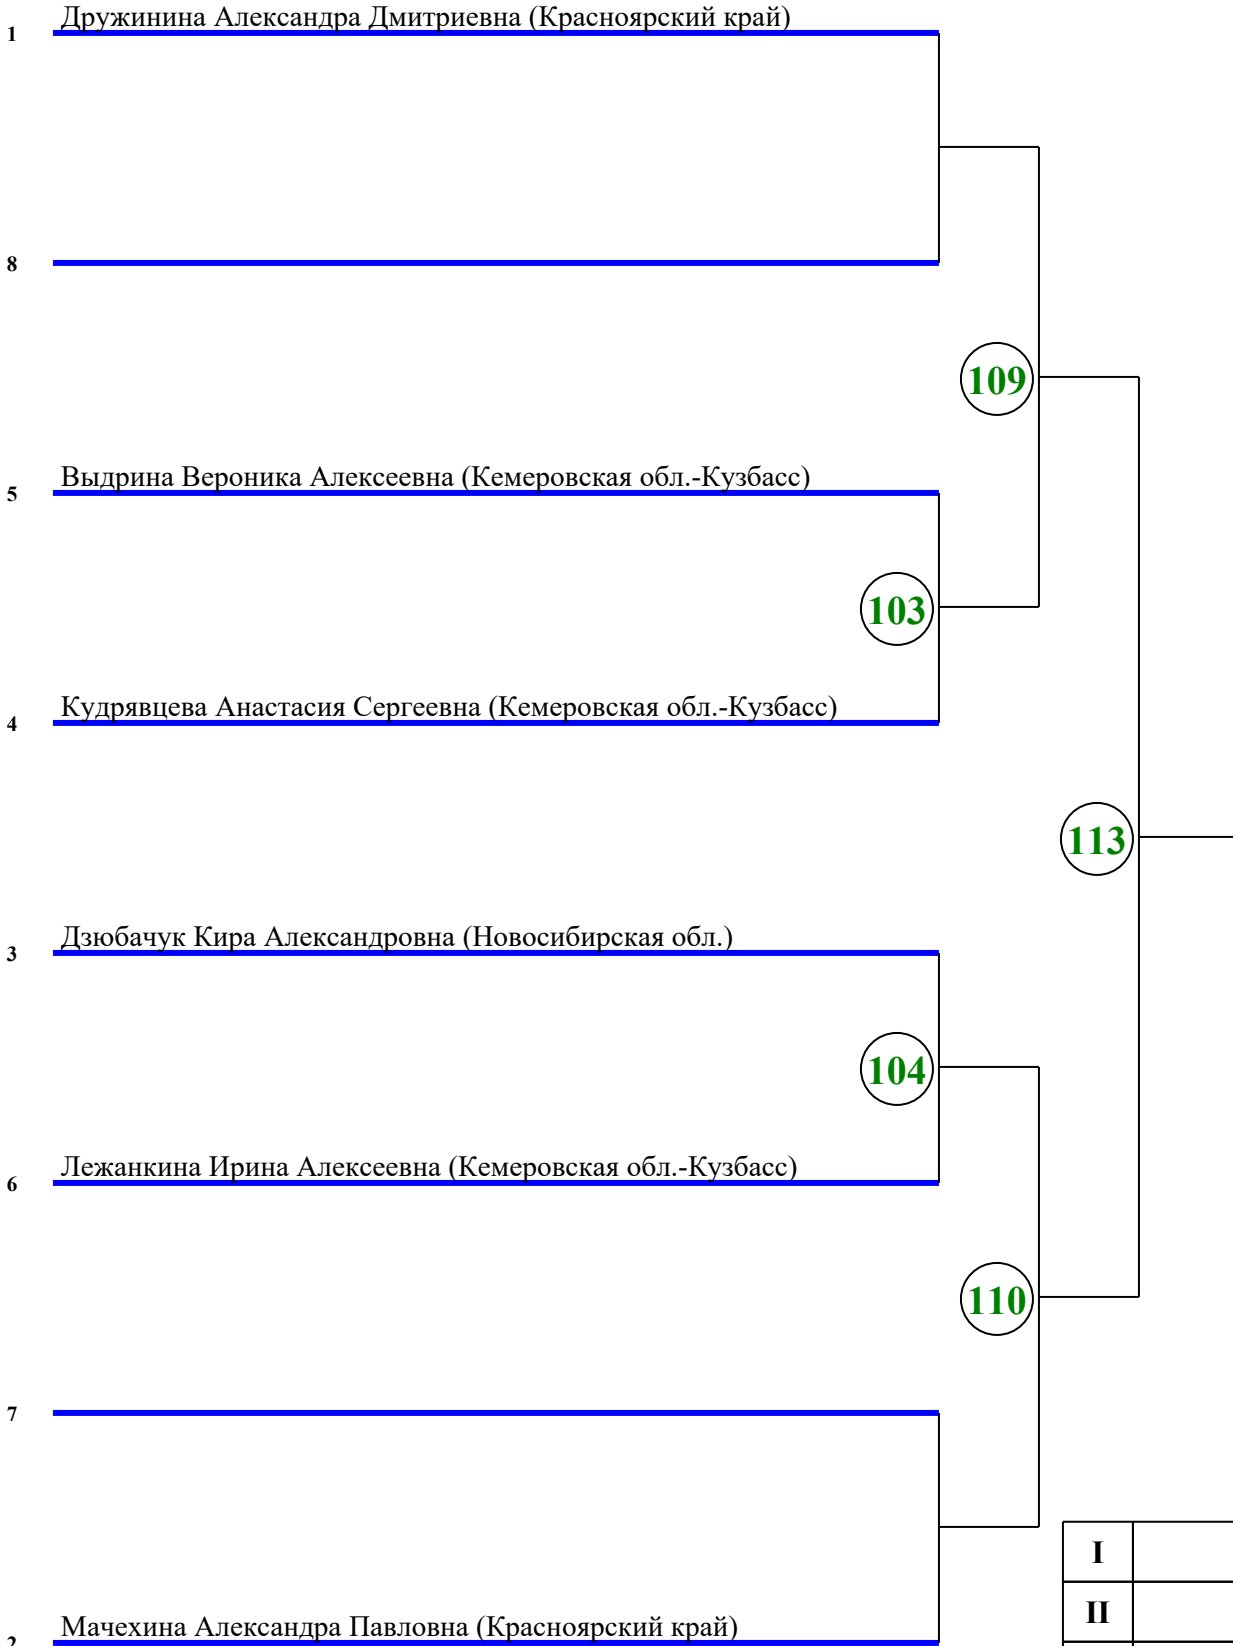 Дружинина Александра Дмитриевна (Красноярский край)
1
8
109
Выдрина Вероника Алексеевна (Кемеровская обл.-Кузбасс)
5
103
Кудрявцева Анастасия Сергеевна (Кемеровская обл.-Кузбасс)
4
113
Дзюбачук Кира Александровна (Новосибирская обл.)
3
104
Лежанкина Ирина Алексеевна (Кемеровская обл.-Кузбасс)
6
110
7
I
II
Мачехина Александра Павловна (Красноярский край)
2